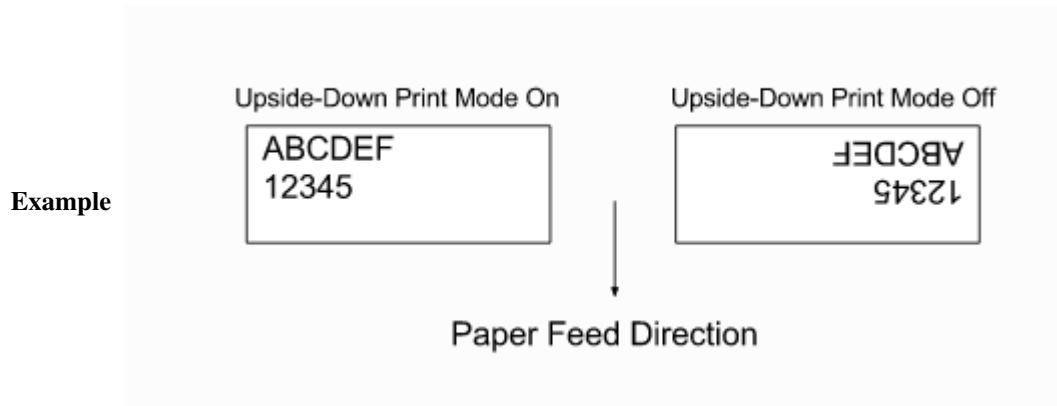 Upside-Down Print Mode On
Upside-Down Print Mode Off
ABCDEF
12345
ABCDEF
12345
Example
Paper Feed Direction